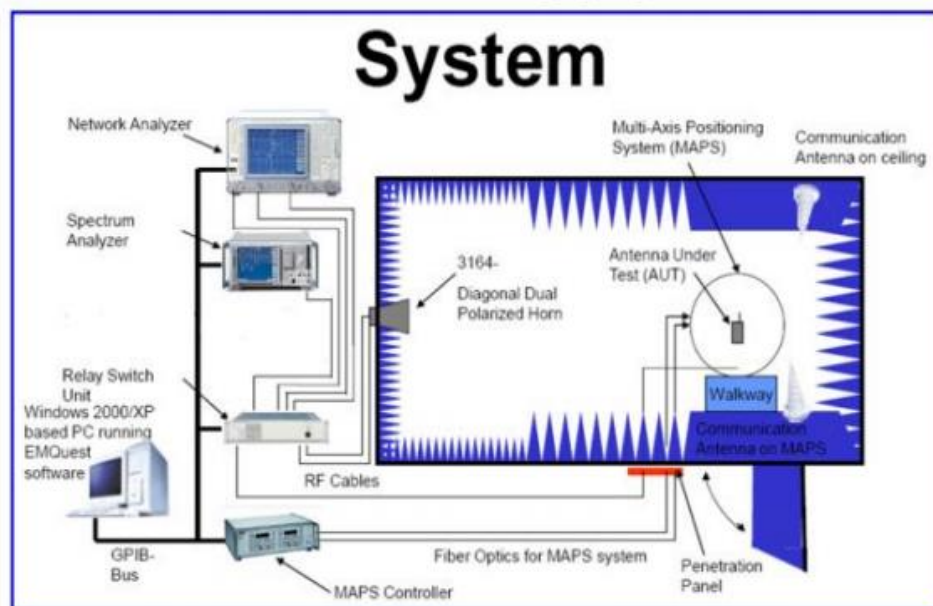 System
Network Analyzer
Multi-Axis Positioning
System (MAPS)
Communication
Antenna on ceiling
Spectrum
Analyzer
3164-
Diagonal Dual
Polarized Horn
Antenna Under
Test (AUT)
Relay Switch
Unit
Windows 2000/XP
based PC running
EMQuest
software
Walkway
Communication
Antenna on MAPS
RF Cables
GPIB-
Bus
Fiber Optics for MAPS system
Penetration
Panel
MAPS Controller